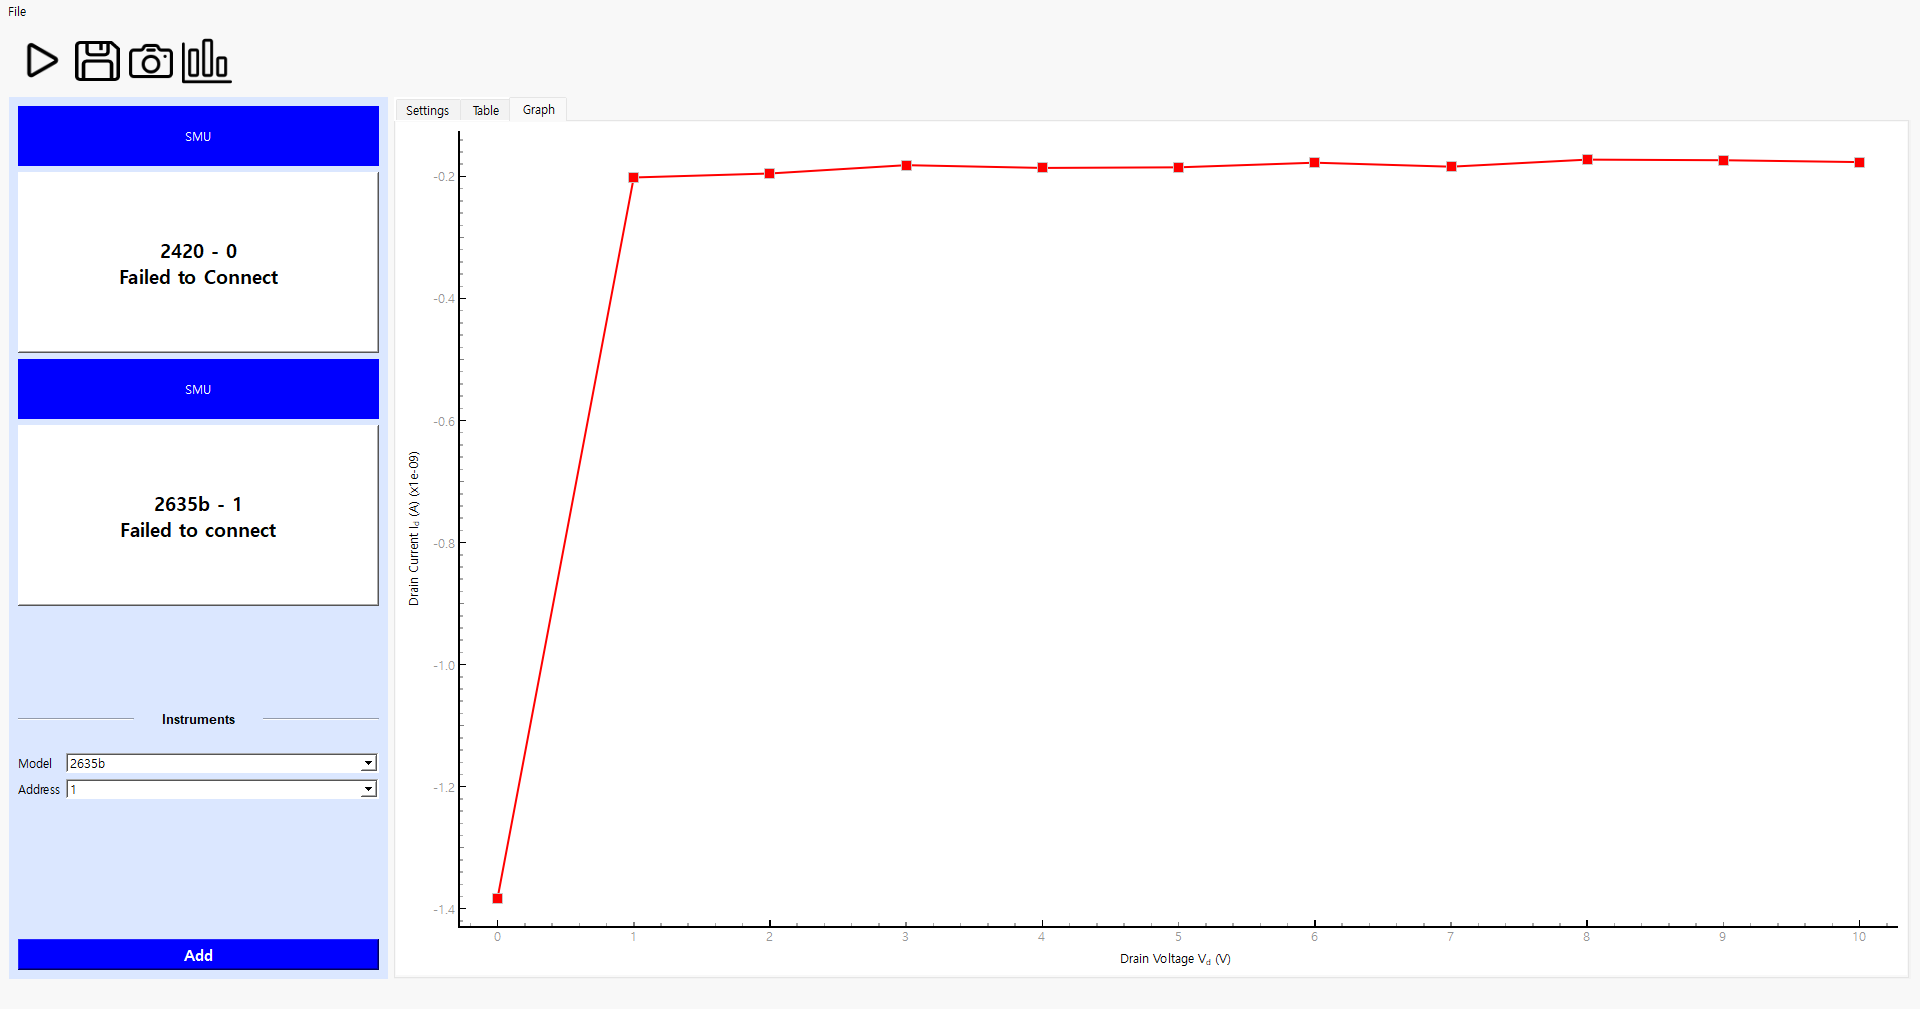 File
SMU
2420 - 0
Failed to Connect
SMU
2635b - 1
Failed to connect
Instruments
Model 2635b
Address 1
Add
Settings Table Graph
Drain Current Id (A) (x1e-09)
-0.2
-0.4
-0.6
-0.8
-1.0
-1.2
-1.4
0 1 2 3 4 5 6 7 8 9 10
Drain Voltage Vd (V)